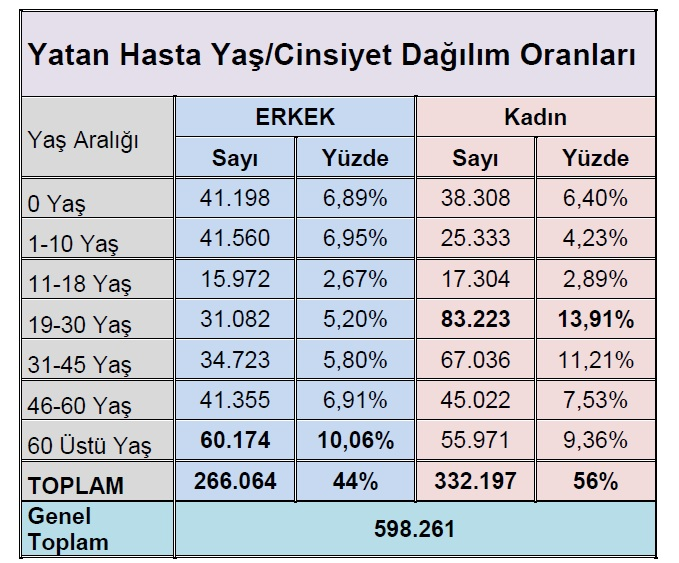 Yatan Hasta Yaş/Cinsiyet Dağılım Oranları
Yaş Aralığı ERKEK Kadın
Sayı Yüzde Sayı Yüzde
0 Yaş 41.198 6,89% 38.308 6,40%
1-10 Yaş 41.560 6,95% 25.333 4,23%
11-18 Yaş 15.972 2,67% 17.304 2,89%
19-30 Yaş 31.082 5,20% 83.223 13,91%
31-45 Yaş 34.723 5,80% 67.036 11,21%
46-60 Yaş 41.355 6,91% 45.022 7,53%
60 Üstü Yaş 60.174 10,06% 55.971 9,36%
TOPLAM 266.064 44% 332.197 56%
Genel
Toplam 598.261